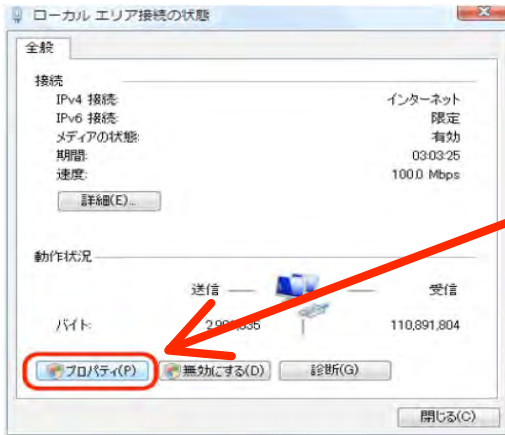 ローカル エリア接続の状態
全般
接続
IPv4 接続: インターネット
IPv6 接続: 限定
メディアの状態: 有効
期間: 03:03:25
速度: 100.0 Mbps
詳細(E)...
動作状況
送信 受信
バイト: 110,891,804
プロパティ(P) 無効にする(D) 診断(G)
閉じる(C)